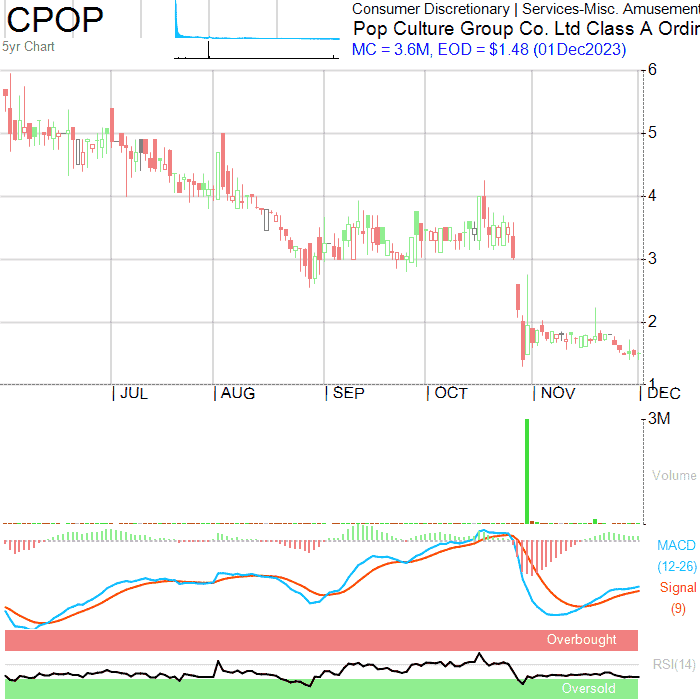 CPOP
5yr Chart
Consumer Discretionary | Services-Misc. Amusement
Pop Culture Group Co. Ltd Class A Ordin
MC = 3.6M, EOD = $1.48 (01Dec2023)
6
5
4
3
2
1
| JUL | AUG | SEP | OCT | NOV | DEC
3M
Volume
MACD
(12-26)
Signal
(9)
Overbought
RSI(14)
Oversold